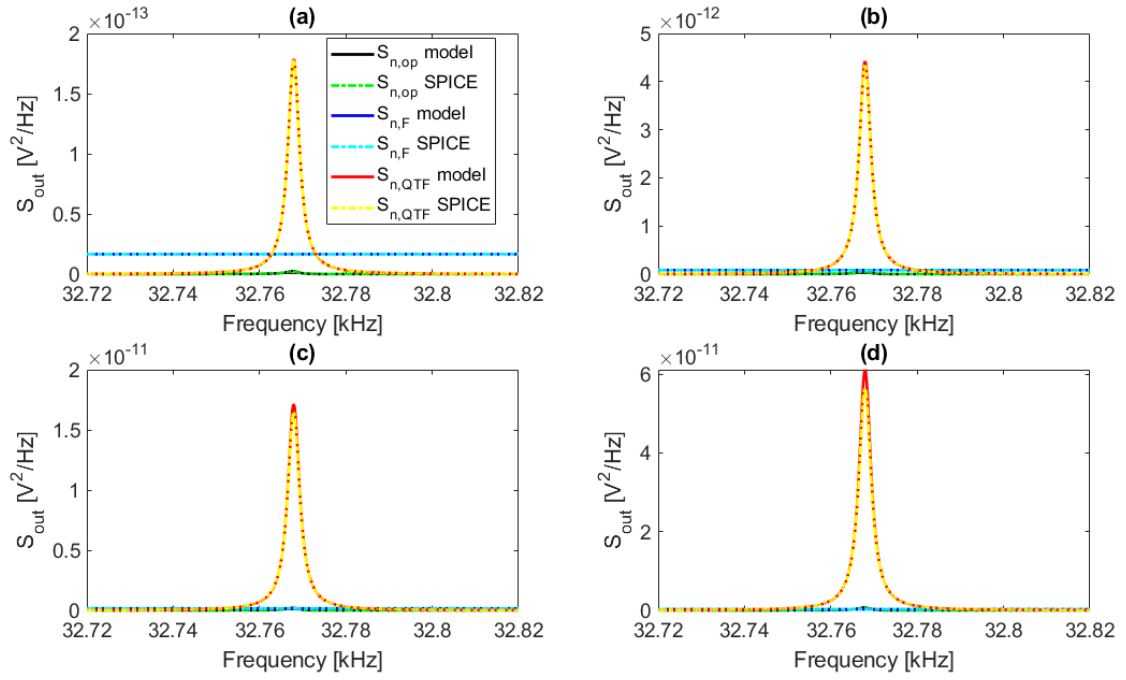 (a)
×10⁻¹³
2
1.5
1
0.5
0
S_out [V²/Hz]
32.72 32.74 32.76 32.78 32.8 32.82
Frequency [kHz]
S_n,op model
S_n,op SPICE
S_n,F model
S_n,F SPICE
S_n,QTF model
S_n,QTF SPICE
(b)
×10⁻¹²
5
4
3
2
1
0
S_out [V²/Hz]
32.72 32.74 32.76 32.78 32.8 32.82
Frequency [kHz]
(c)
×10⁻¹¹
2
1.5
1
0.5
0
S_out [V²/Hz]
32.72 32.74 32.76 32.78 32.8 32.82
Frequency [kHz]
(d)
×10⁻¹¹
6
4
2
0
S_out [V²/Hz]
32.72 32.74 32.76 32.78 32.8 32.82
Frequency [kHz]